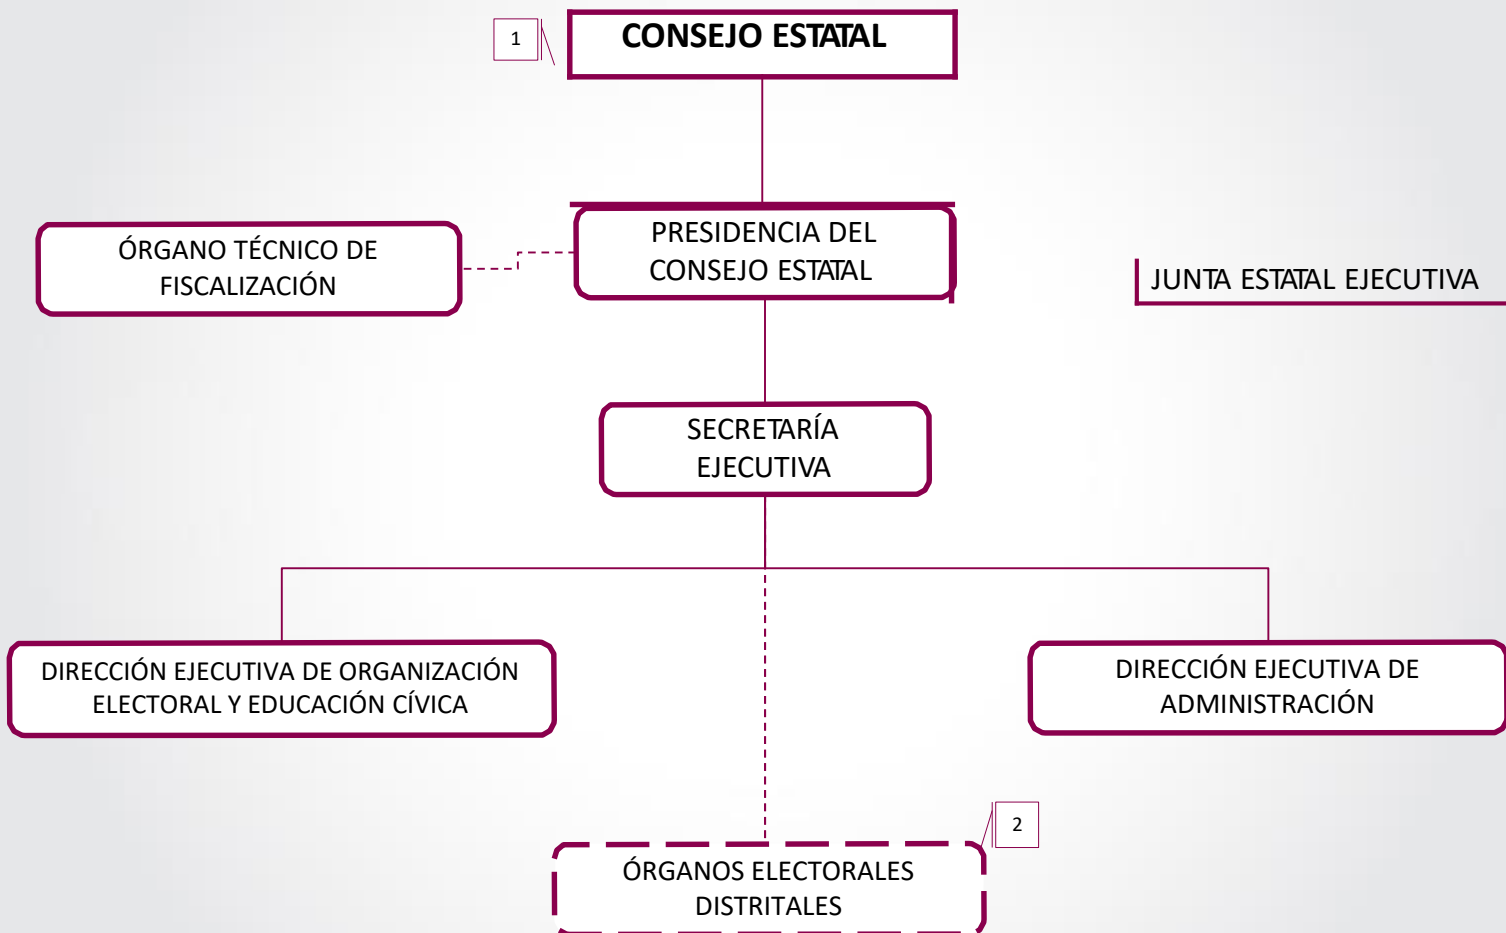 1
CONSEJO ESTATAL
ÓRGANO TÉCNICO DE
FISCALIZACIÓN
PRESIDENCIA DEL
CONSEJO ESTATAL
JUNTA ESTATAL EJECUTIVA
SECRETARÍA
EJECUTIVA
DIRECCIÓN EJECUTIVA DE ORGANIZACIÓN
ELECTORAL Y EDUCACIÓN CÍVICA
DIRECCIÓN EJECUTIVA DE
ADMINISTRACIÓN
2
ÓRGANOS ELECTORALES
DISTRITALES